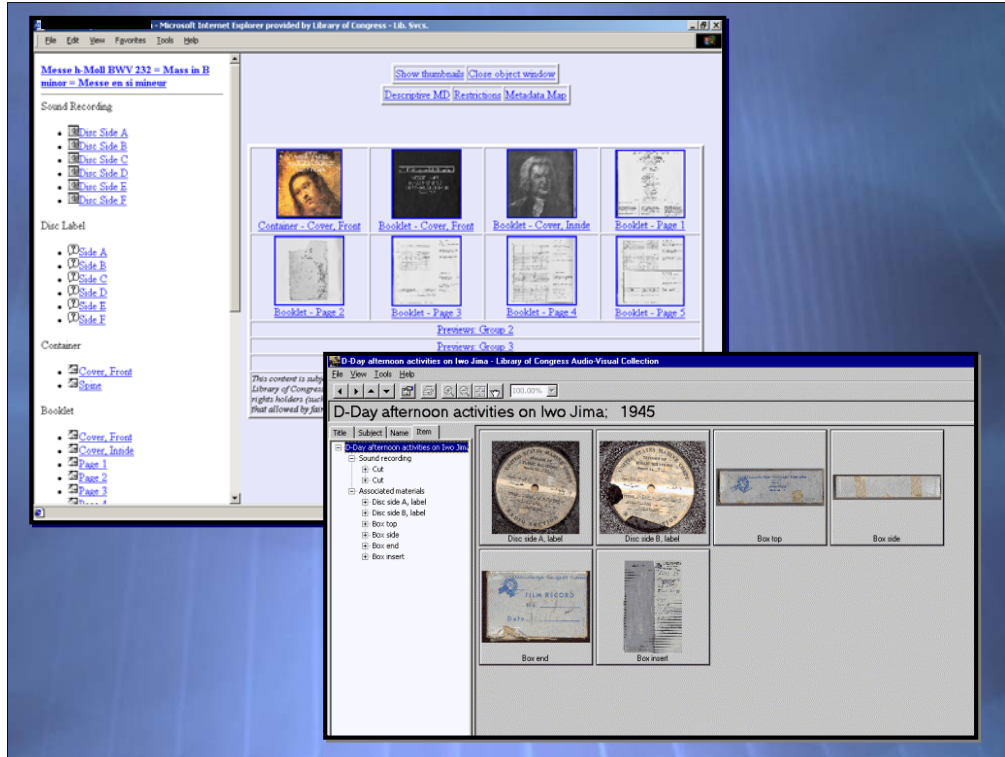 - Microsoft Internet Explorer provided by Library of Congress - Lib. Svcs.
File Edit View Favorites Tools Help
Messe h-Moll BWV 232 = Mass in B
minor = Messe en si mineur
Sound Recording
Disc Side A
Disc Side B
Disc Side C
Disc Side D
Disc Side E
Disc Side F
Disc Label
Side A
Side B
Side C
Side D
Side E
Side F
Container
Cover, Front
Spine
Booklet
Cover, Front
Cover, Inside
Page 1
Page 2
Page 3
Page 4
Show thumbnails Close object window
Descriptive MD Restrictions Metadata Map
Container - Cover, Front Booklet - Cover, Front Booklet - Cover, Inside Booklet - Page 1
Booklet - Page 2 Booklet - Page 3 Booklet - Page 4 Booklet - Page 5
Previews: Group 2
Previews: Group 3
This content is subj
Library of Congress
rights holders (suc
that allowed by fair
D-Day afternoon activities on Iwo Jima - Library of Congress Audio-Visual Collection
File View Tools Help
100.00%
D-Day afternoon activities on Iwo Jima; 1945
Title Subject Name Item
D-Day afternoon activities on Iwo Jima
Sound recording
Cut
Cut
Associated materials
Disc side A, label
Disc side B, label
Box top
Box side
Box end
Box insert
Disc side A, label Disc side B, label Box top Box side
FILM RECORD
No.
Date
Box end Box insert